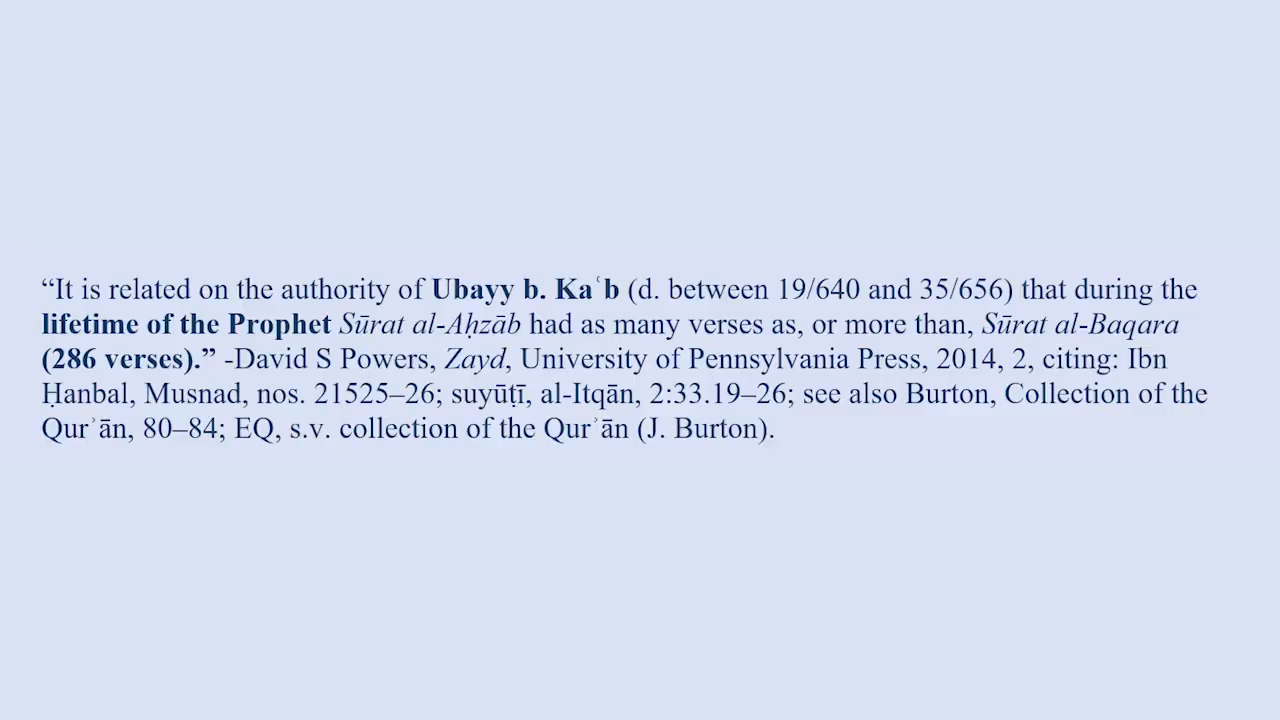 “It is related on the authority of Ubayy b. Kaʿb (d. between 19/640 and 35/656) that during the
lifetime of the Prophet Sūrat al-Aḥzāb had as many verses as, or more than, Sūrat al-Baqara
(286 verses).” -David S Powers, Zayd, University of Pennsylvania Press, 2014, 2, citing: Ibn
Ḥanbal, Musnad, nos. 21525–26; suyūṭī, al-Itqān, 2:33.19–26; see also Burton, Collection of the
Qurʾān, 80–84; EQ, s.v. collection of the Qurʾān (J. Burton).